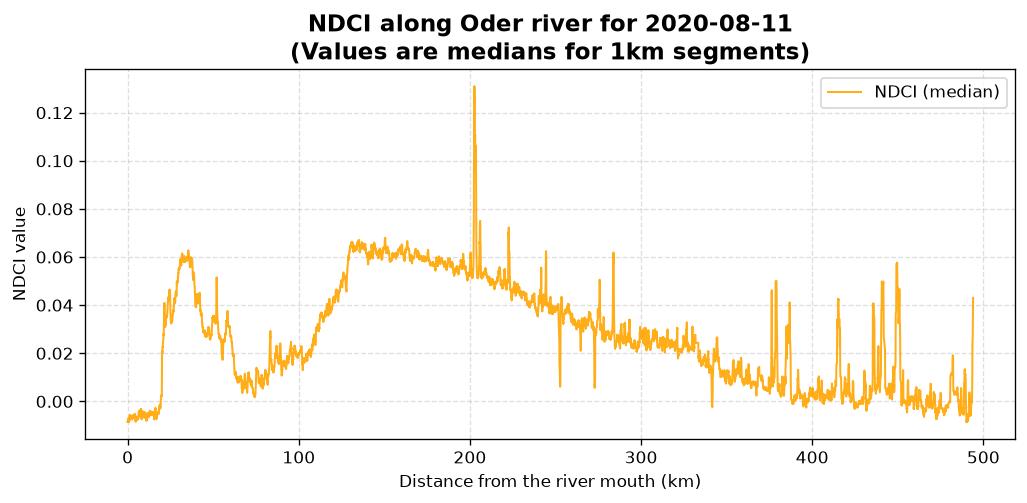 NDCI along Oder river for 2020-08-11
(Values are medians for 1km segments)
NDCI (median)
0.12
0.10
0.08
0.06
0.04
0.02
0.00
NDCI value
0 100 200 300 400 500
Distance from the river mouth (km)